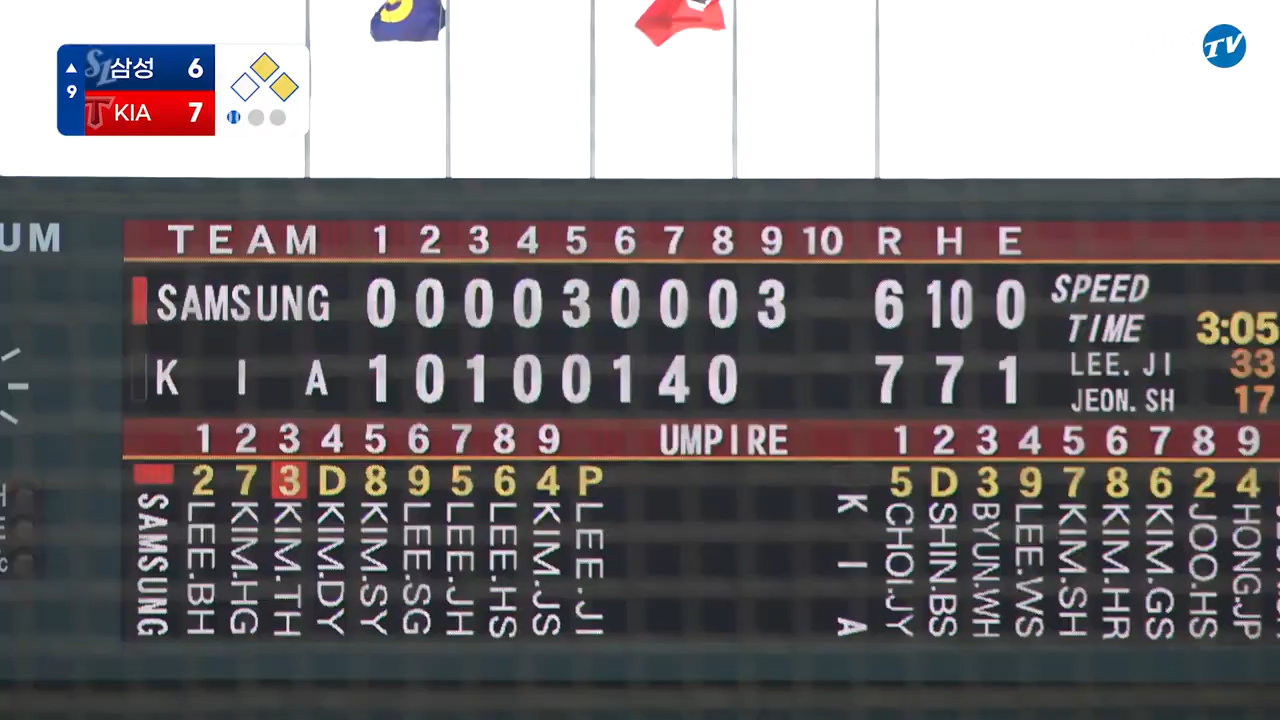 삼성 6
9
KIA 7
TV
UM
TEAM 1 2 3 4 5 6 7 8 9 10 R H E
SAMSUNG 0 0 0 0 3 0 0 0 3 6 10 0
SPEED
TIME 3:05
KIA 1 0 1 0 0 1 4 0 7 7 1
LEE. JI 33
JEON. SH 17
1 2 3 4 5 6 7 8 9 UMPIRE 1 2 3 4 5 6 7 8 9
2 7 3 D 8 9 5 6 4 P 5 D 3 9 7 8 6 2 4
SAMSUNG
LEE.BH
KIM.HG
KIM.TH
KIM.DY
KIM.SY
LEE.SG
LEE.JH
LEE.HS
KIM.JS
LEE.JI
KIA
CHOI.JY
SHIN.BS
BYUN.WH
LEE.WS
KIM.SH
KIM.HR
KIM.GS
JOO.HS
HONG.JP